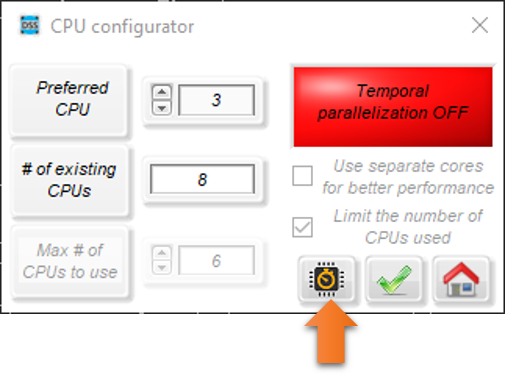 DSS CPU configurator
Preferred
CPU
3
Temporal
parallelization OFF
# of existing
CPUs
8
Use separate cores
for better performance
Limit the number of
CPUs used
Max # of
CPUs to use
6